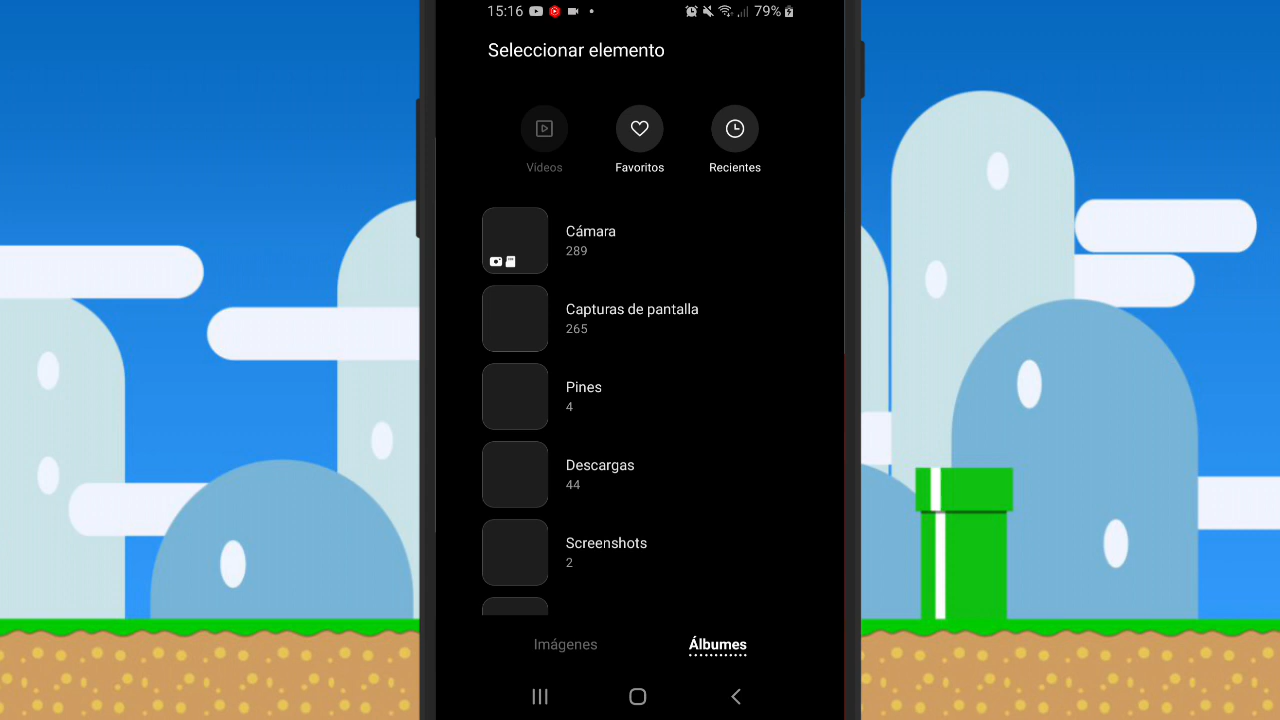 15:16 79%
Seleccionar elemento
Vídeos Favoritos Recientes
Cámara
289
Capturas de pantalla
265
Pines
4
Descargas
44
Screenshots
2
Imágenes Álbumes